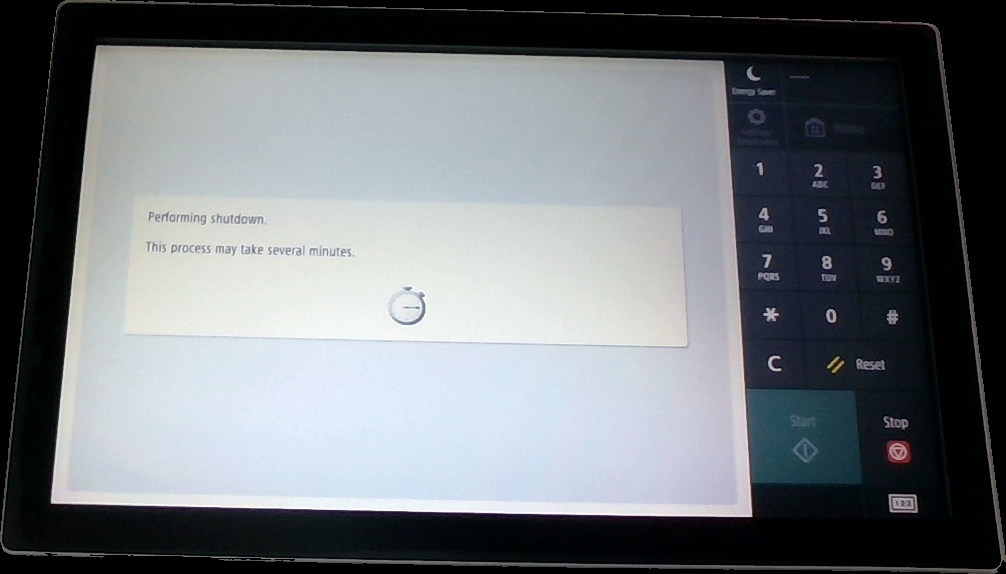 Performing shutdown.
This process may take several minutes.
Energy Saver
Home
1
2
ABC
3
DEF
4
GHI
5
JKL
6
MNO
7
PQRS
8
TUV
9
WXYZ
*
0
#
C
Reset
Start
Stop
123